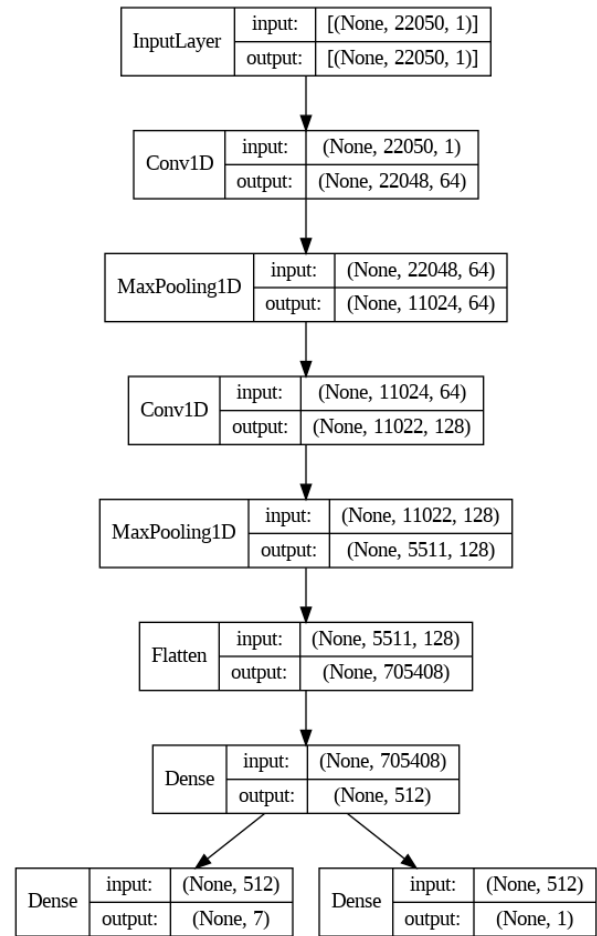 InputLayer
input: [(None, 22050, 1)]
output: [(None, 22050, 1)]
Conv1D
input: (None, 22050, 1)
output: (None, 22048, 64)
MaxPooling1D
input: (None, 22048, 64)
output: (None, 11024, 64)
Conv1D
input: (None, 11024, 64)
output: (None, 11022, 128)
MaxPooling1D
input: (None, 11022, 128)
output: (None, 5511, 128)
Flatten
input: (None, 5511, 128)
output: (None, 705408)
Dense
input: (None, 705408)
output: (None, 512)
Dense
input: (None, 512)
output: (None, 7)
Dense
input: (None, 512)
output: (None, 1)